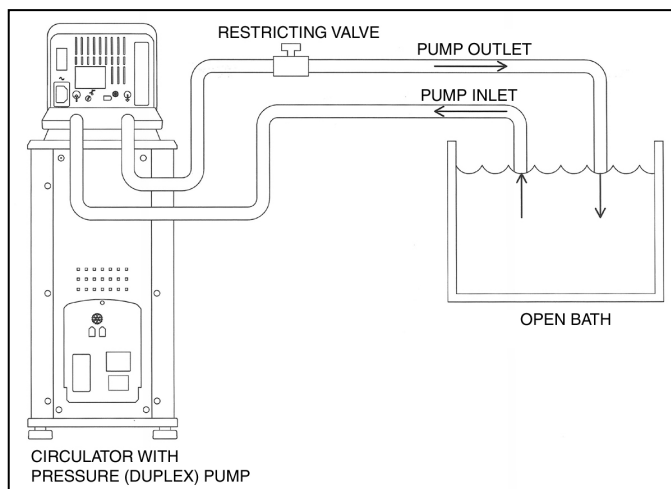 RESTRICTING VALVE
PUMP OUTLET
PUMP INLET
OPEN BATH
CIRCULATOR WITH
PRESSURE (DUPLEX) PUMP